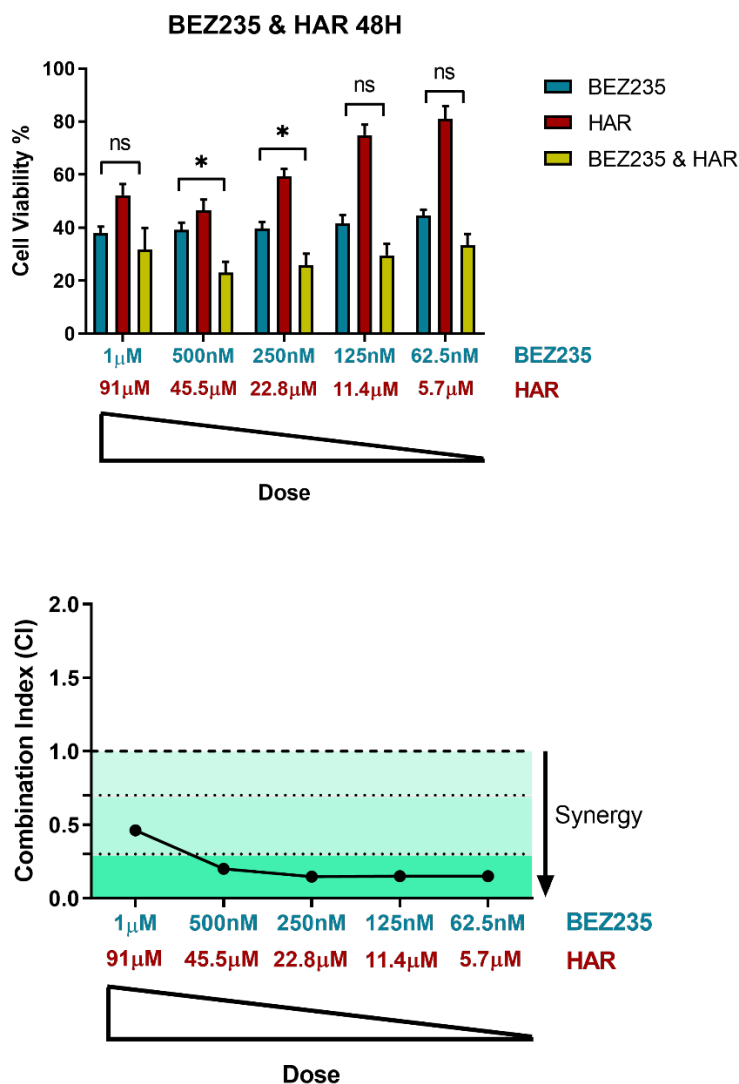 BEZ235 & HAR 48H
Cell Viability %
100
80
60
40
20
0
ns
*
*
ns
ns
BEZ235
HAR
BEZ235 & HAR
1μM 500nM 250nM 125nM 62.5nM BEZ235
91μM 45.5μM 22.8μM 11.4μM 5.7μM HAR
Dose
Combination Index (CI)
2.0
1.5
1.0
0.5
0.0
Synergy
1μM 500nM 250nM 125nM 62.5nM BEZ235
91μM 45.5μM 22.8μM 11.4μM 5.7μM HAR
Dose